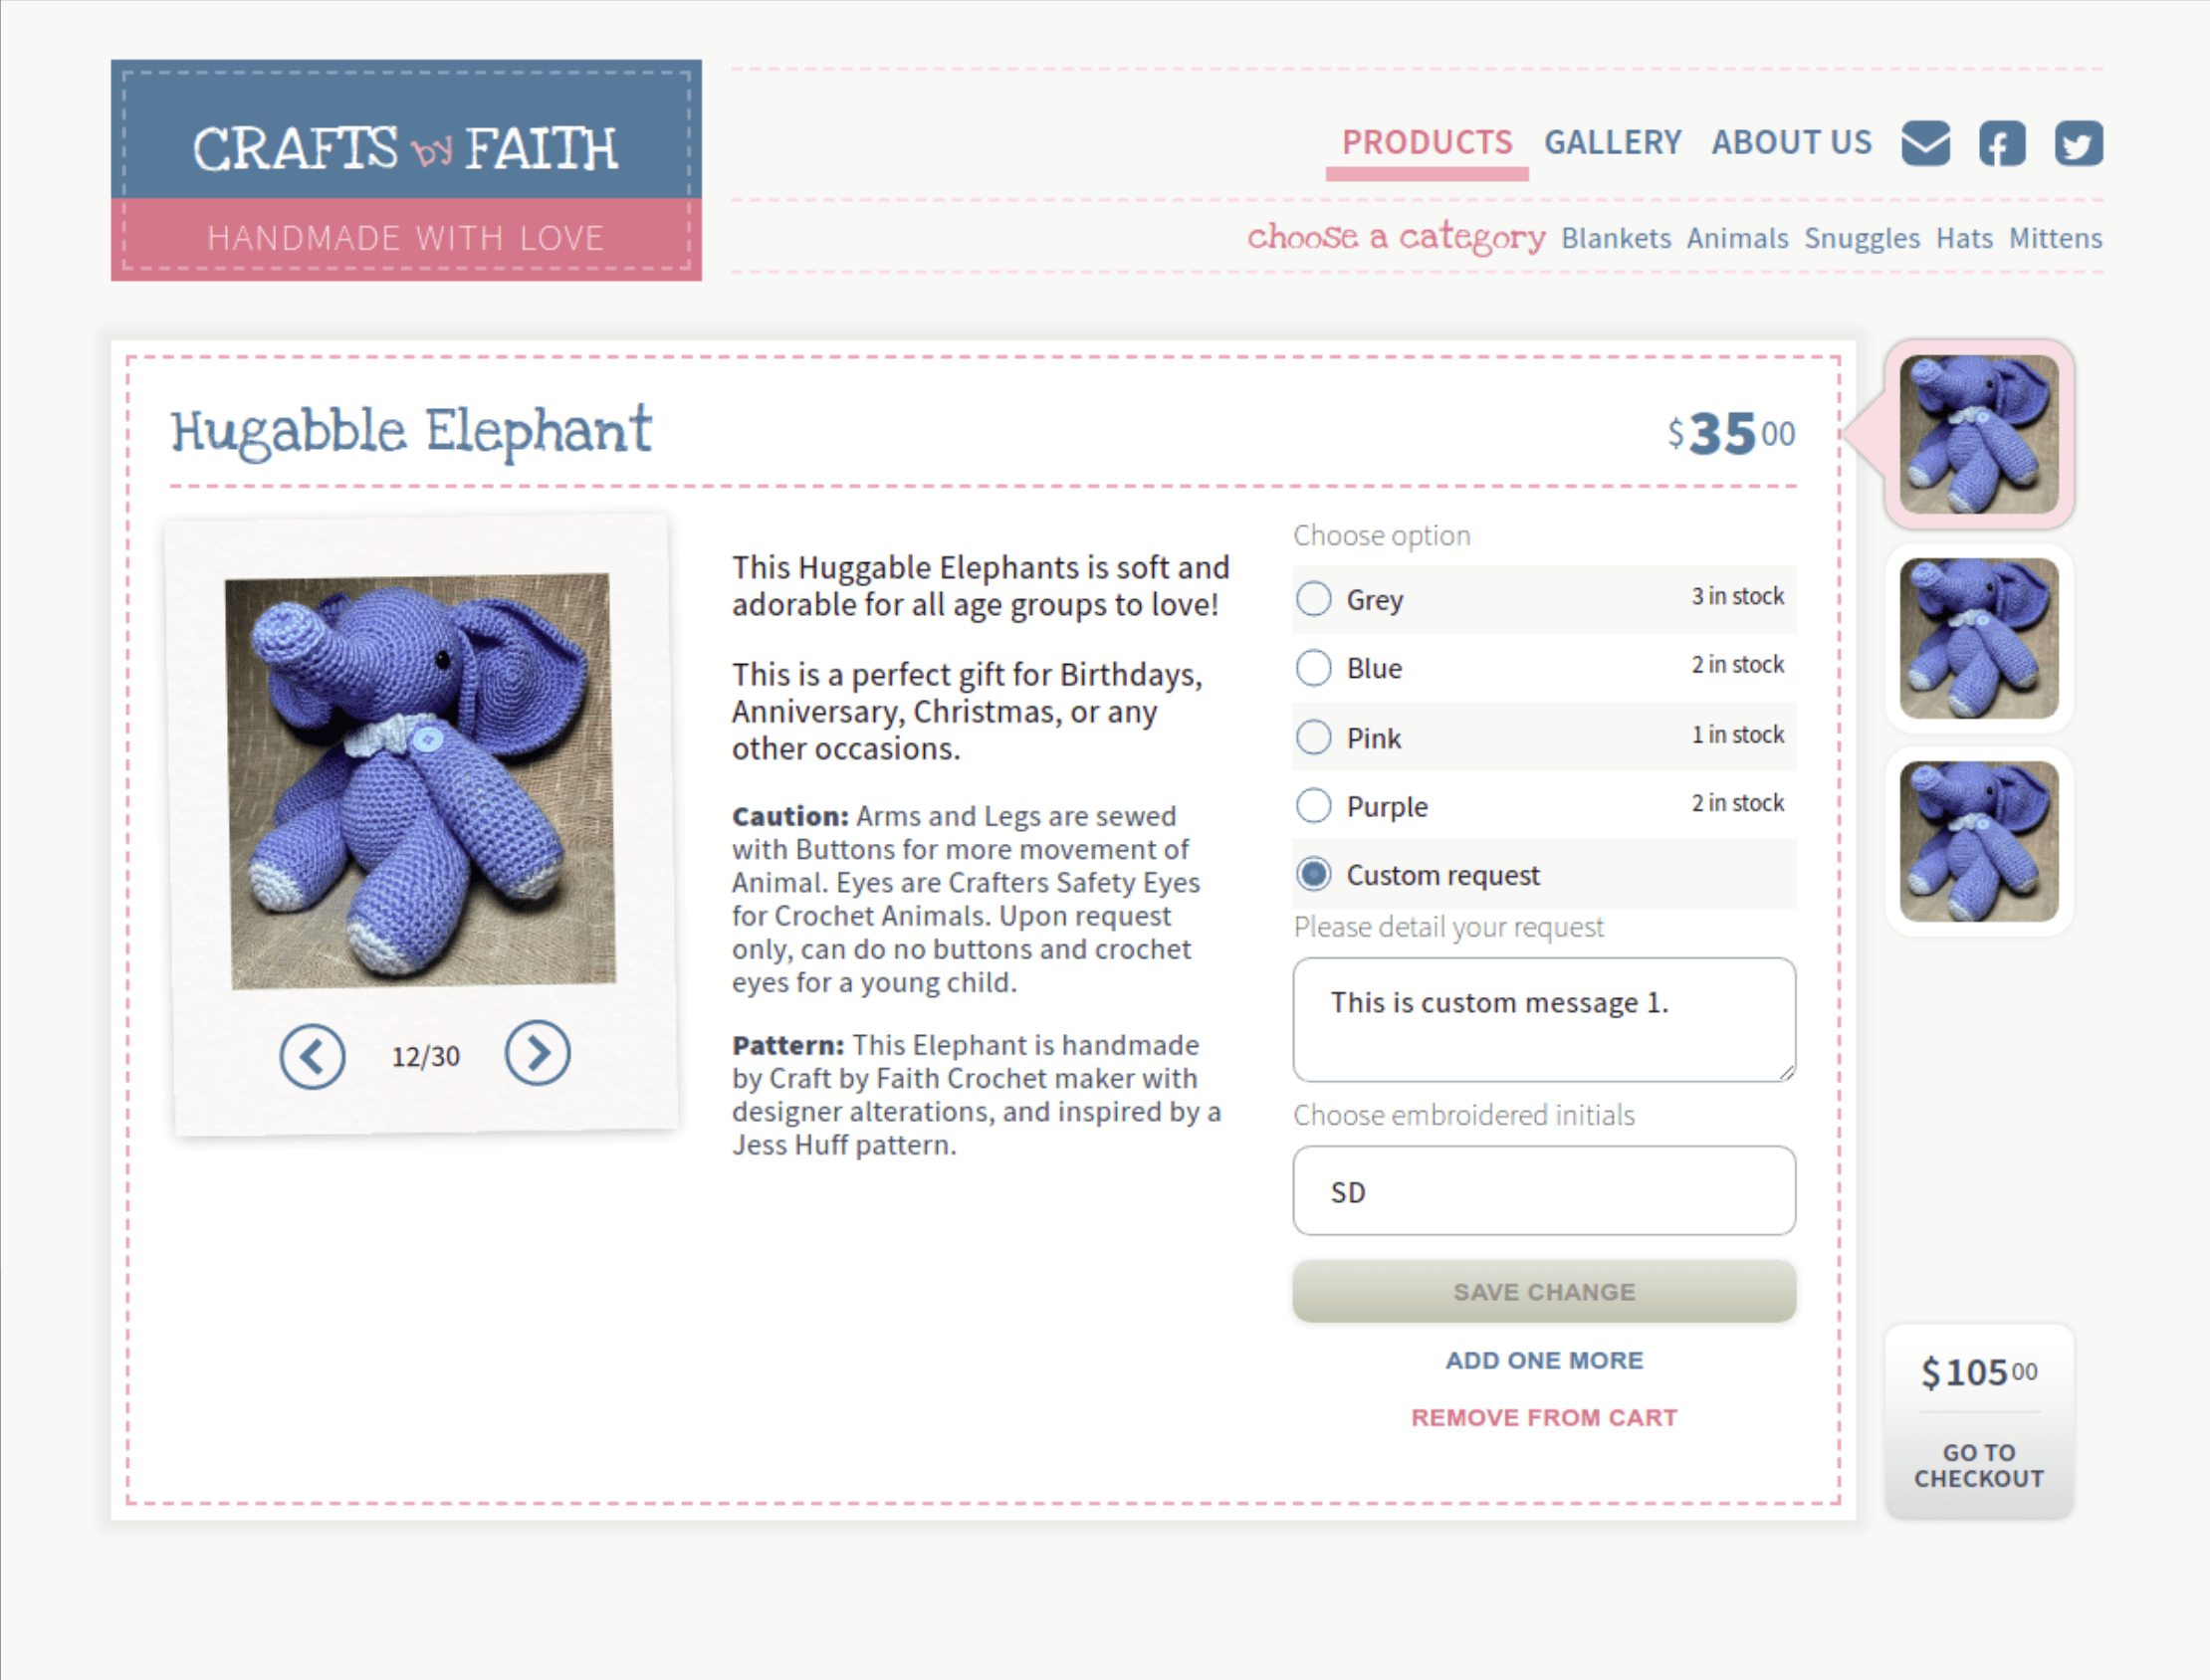 CRAFTS by FAITH
HANDMADE WITH LOVE
PRODUCTS GALLERY ABOUT US
choose a category Blankets Animals Snuggles Hats Mittens
Hugabble Elephant
$3500
12/30
This Huggable Elephants is soft and
adorable for all age groups to love!
This is a perfect gift for Birthdays,
Anniversary, Christmas, or any
other occasions.
Caution: Arms and Legs are sewed
with Buttons for more movement of
Animal. Eyes are Crafters Safety Eyes
for Crochet Animals. Upon request
only, can do no buttons and crochet
eyes for a young child.
Pattern: This Elephant is handmade
by Craft by Faith Crochet maker with
designer alterations, and inspired by a
Jess Huff pattern.
Choose option
Grey 3 in stock
Blue 2 in stock
Pink 1 in stock
Purple 2 in stock
Custom request
Please detail your request
This is custom message 1.
Choose embroidered initials
SD
SAVE CHANGE
ADD ONE MORE
REMOVE FROM CART
$10500
GO TO
CHECKOUT